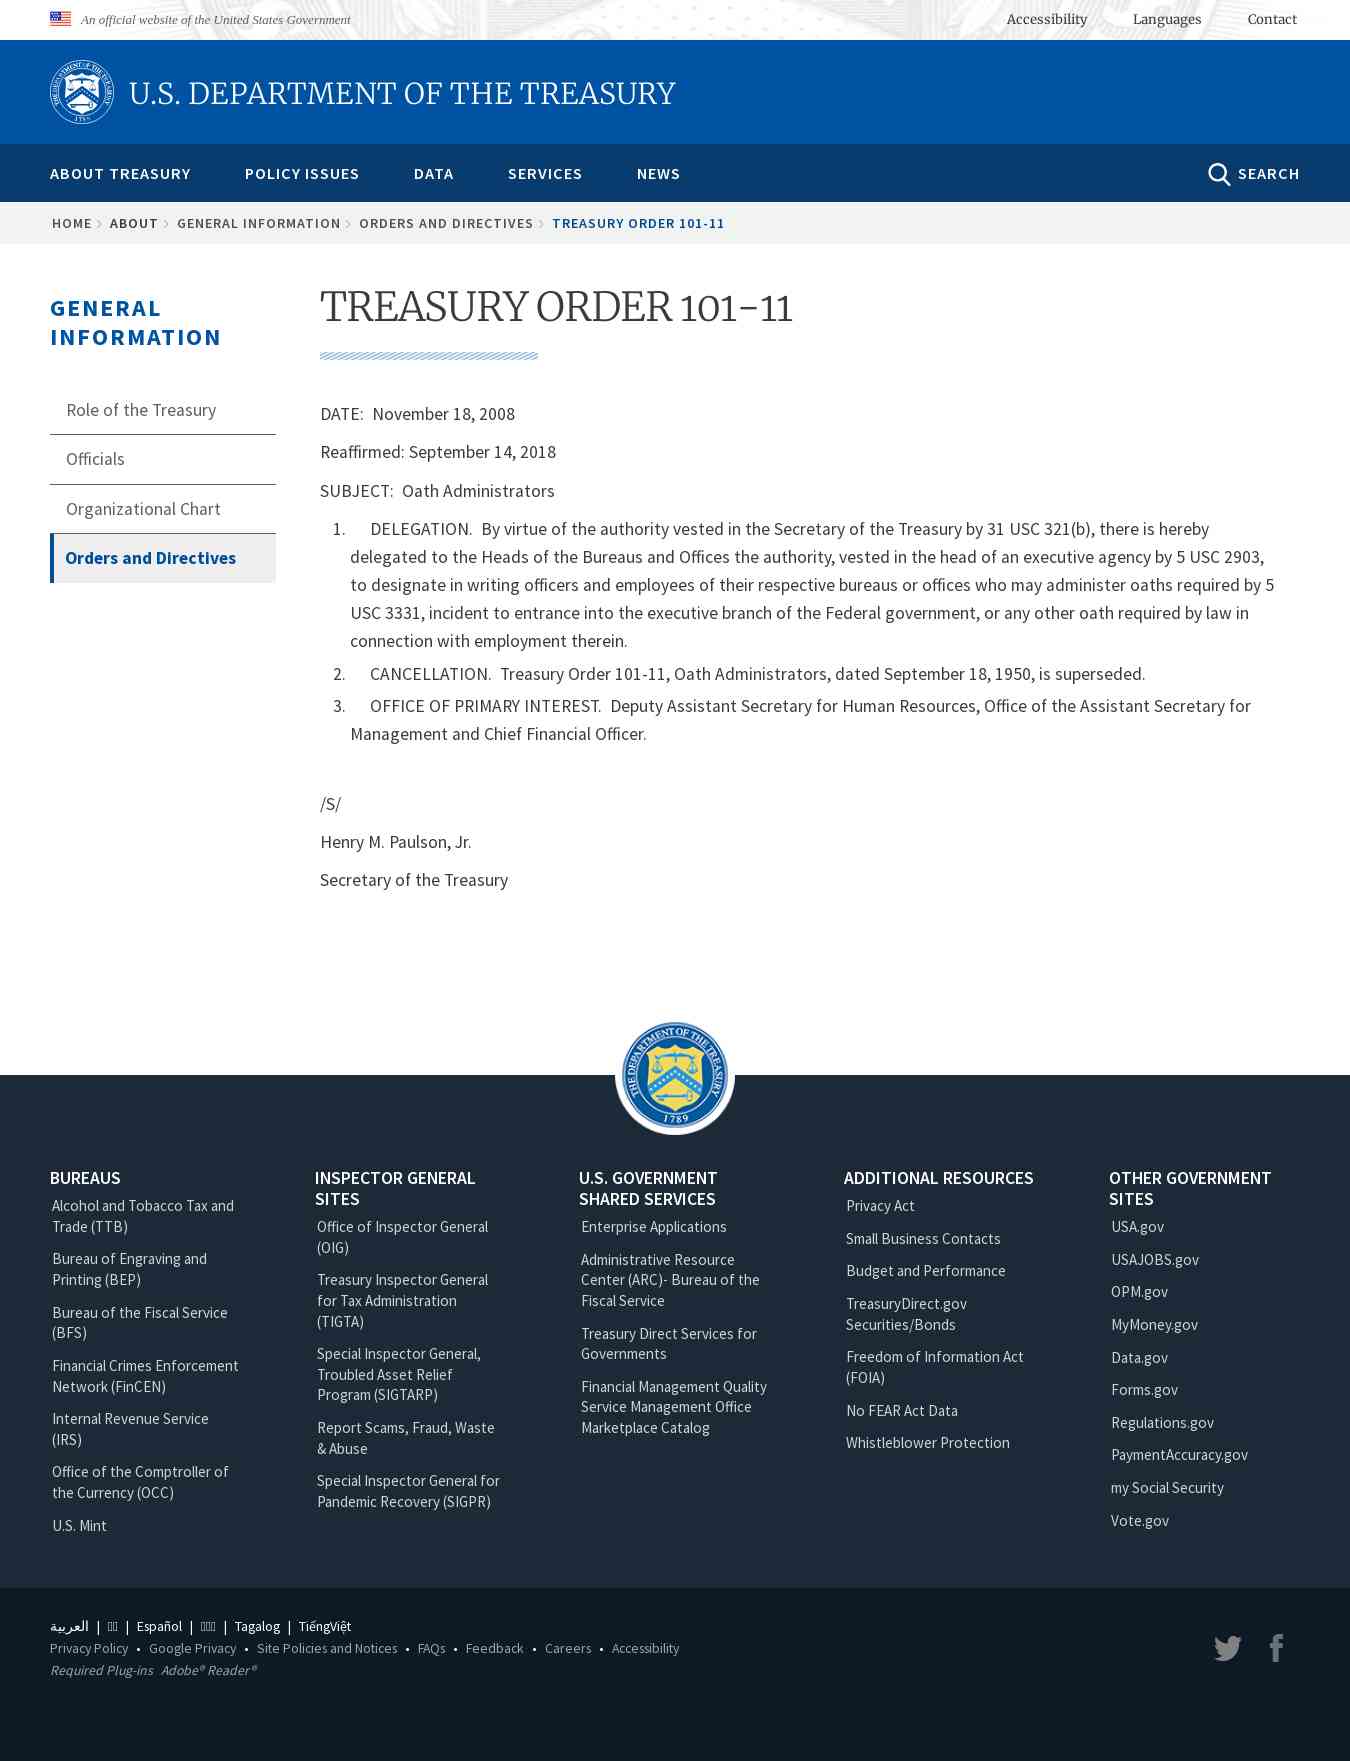 An official website of the United States Government
Accessibility Languages Contact
U.S. DEPARTMENT OF THE TREASURY
ABOUT TREASURY POLICY ISSUES DATA SERVICES NEWS SEARCH
HOME ABOUT GENERAL INFORMATION ORDERS AND DIRECTIVES TREASURY ORDER 101-11
GENERAL
INFORMATION
Role of the Treasury
Officials
Organizational Chart
Orders and Directives
TREASURY ORDER 101-11
DATE:  November 18, 2008
Reaffirmed: September 14, 2018
SUBJECT:  Oath Administrators
1. DELEGATION.  By virtue of the authority vested in the Secretary of the Treasury by 31 USC 321(b), there is hereby
delegated to the Heads of the Bureaus and Offices the authority, vested in the head of an executive agency by 5 USC 2903,
to designate in writing officers and employees of their respective bureaus or offices who may administer oaths required by 5
USC 3331, incident to entrance into the executive branch of the Federal government, or any other oath required by law in
connection with employment therein.
2. CANCELLATION.  Treasury Order 101-11, Oath Administrators, dated September 18, 1950, is superseded.
3. OFFICE OF PRIMARY INTEREST.  Deputy Assistant Secretary for Human Resources, Office of the Assistant Secretary for
Management and Chief Financial Officer.
/S/
Henry M. Paulson, Jr.
Secretary of the Treasury
THE DEPARTMENT OF THE TREASURY
1789
BUREAUS
Alcohol and Tobacco Tax and
Trade (TTB)
Bureau of Engraving and
Printing (BEP)
Bureau of the Fiscal Service
(BFS)
Financial Crimes Enforcement
Network (FinCEN)
Internal Revenue Service
(IRS)
Office of the Comptroller of
the Currency (OCC)
U.S. Mint
INSPECTOR GENERAL
SITES
Office of Inspector General
(OIG)
Treasury Inspector General
for Tax Administration
(TIGTA)
Special Inspector General,
Troubled Asset Relief
Program (SIGTARP)
Report Scams, Fraud, Waste
& Abuse
Special Inspector General for
Pandemic Recovery (SIGPR)
U.S. GOVERNMENT
SHARED SERVICES
Enterprise Applications
Administrative Resource
Center (ARC)- Bureau of the
Fiscal Service
Treasury Direct Services for
Governments
Financial Management Quality
Service Management Office
Marketplace Catalog
ADDITIONAL RESOURCES
Privacy Act
Small Business Contacts
Budget and Performance
TreasuryDirect.gov
Securities/Bonds
Freedom of Information Act
(FOIA)
No FEAR Act Data
Whistleblower Protection
OTHER GOVERNMENT
SITES
USA.gov
USAJOBS.gov
OPM.gov
MyMoney.gov
Data.gov
Forms.gov
Regulations.gov
PaymentAccuracy.gov
my Social Security
Vote.gov
العربية | | Español | | Tagalog | TiếngViệt
Privacy Policy • Google Privacy • Site Policies and Notices • FAQs • Feedback • Careers • Accessibility
Required Plug-ins Adobe® Reader®